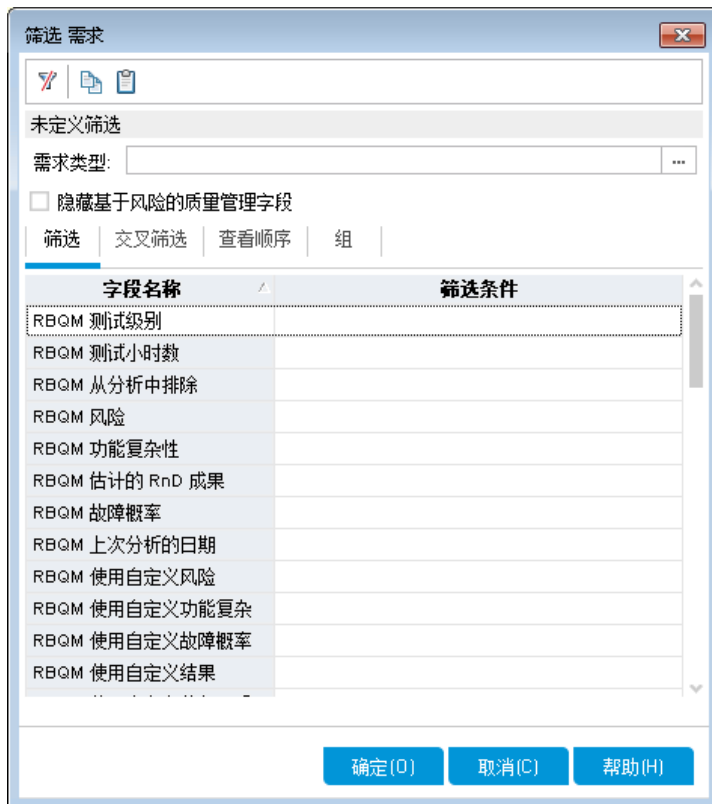 筛选 需求
未定义筛选
需求类型:
...
隐藏基于风险的质量管理字段
筛选 交叉筛选 查看顺序 组
字段名称 筛选条件
RBQM 测试级别
RBQM 测试小时数
RBQM 从分析中排除
RBQM 风险
RBQM 功能复杂性
RBQM 估计的 RnD 成果
RBQM 故障概率
RBQM 上次分析的日期
RBQM 使用自定义风险
RBQM 使用自定义功能复杂
RBQM 使用自定义故障概率
RBQM 使用自定义结果
确定(O) 取消(C) 帮助(H)